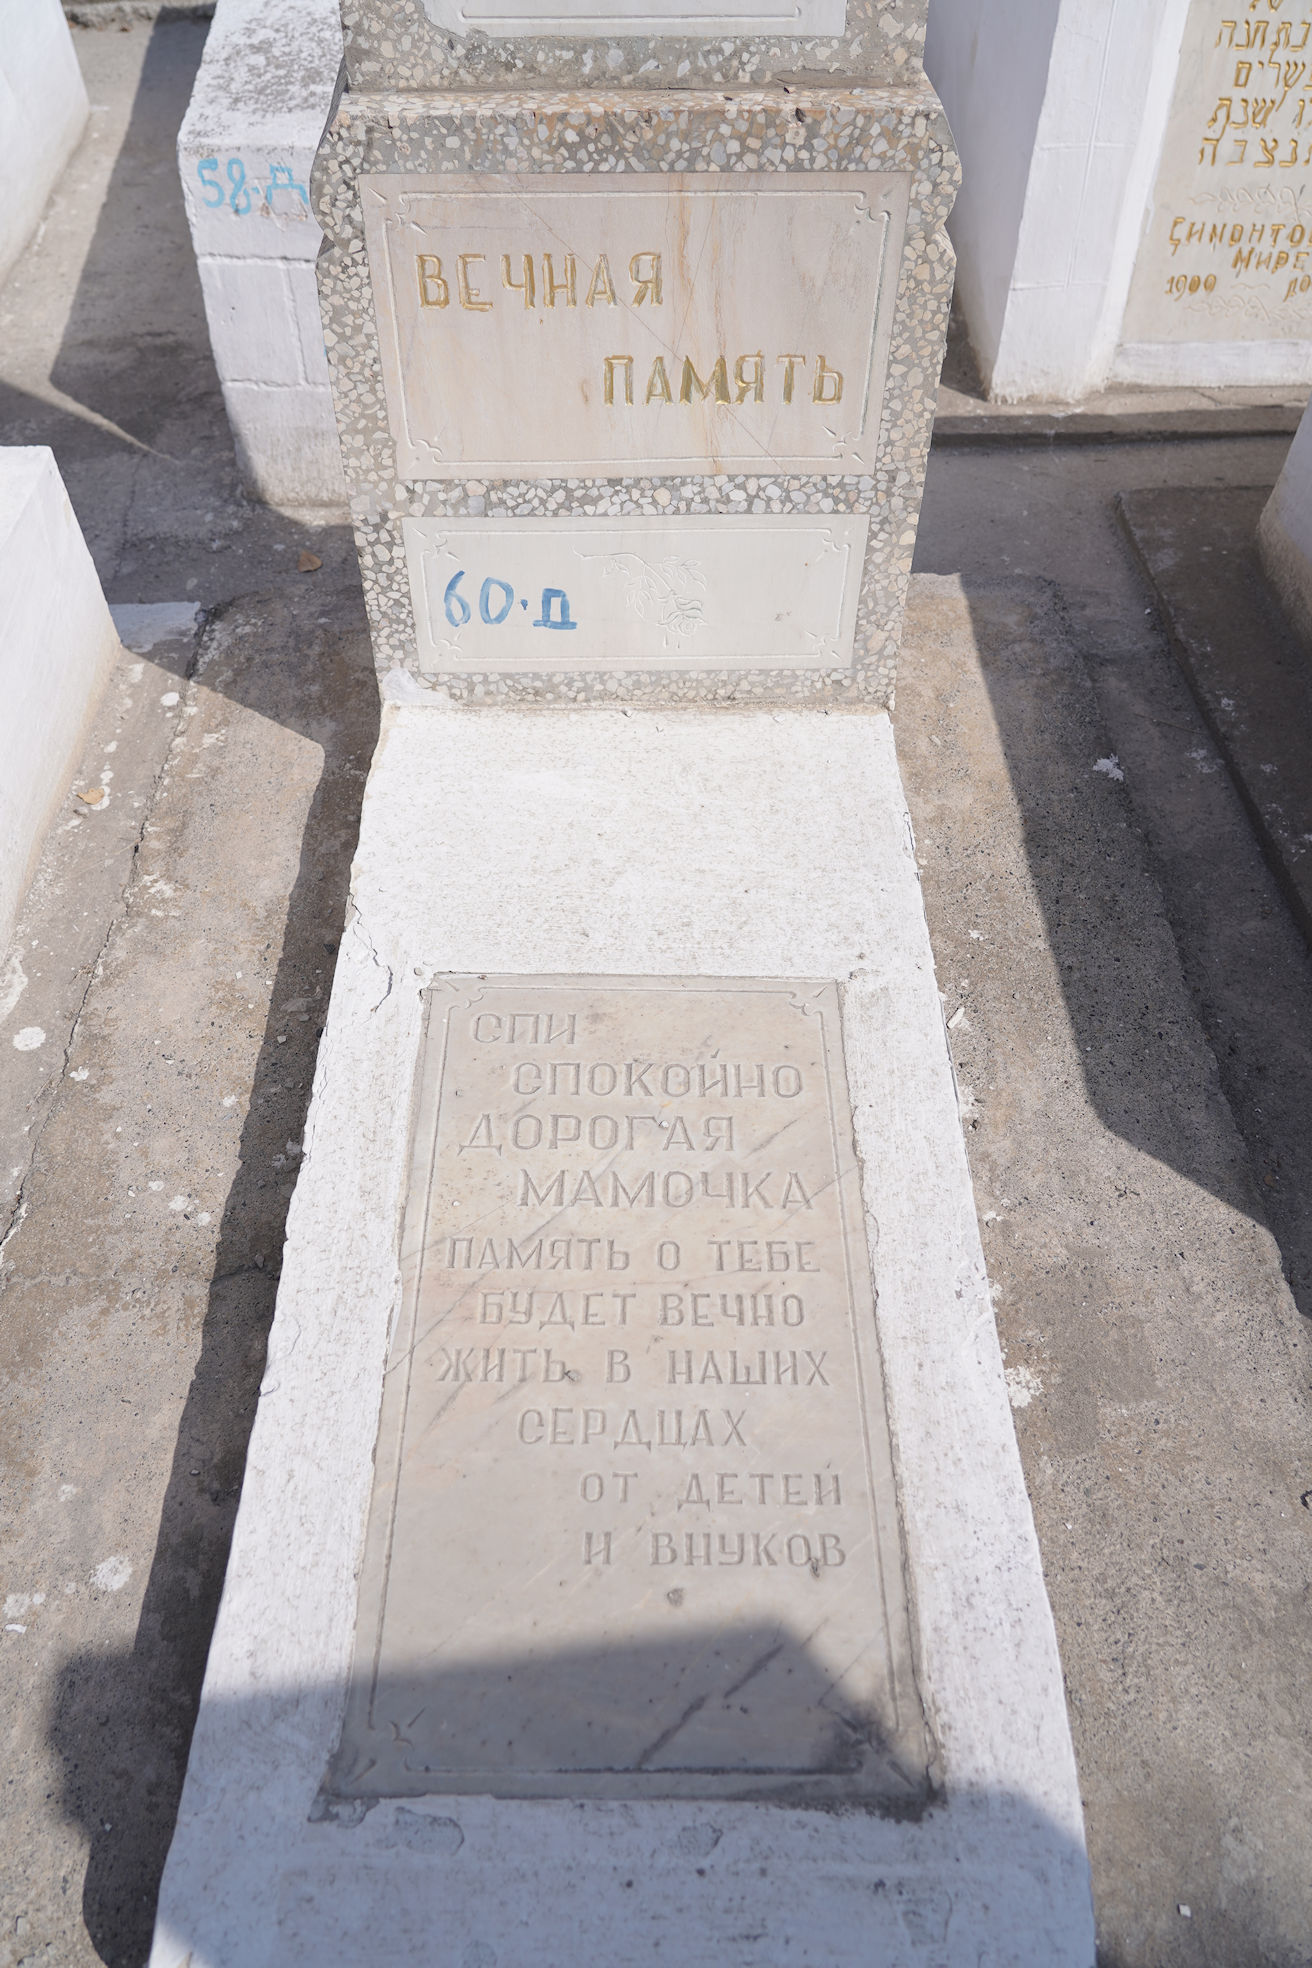 58-Д
ВЕЧНАЯ
ПАМЯТЬ
60.Д
СПИ
СПОКОЙНО
ДОРОГАЯ
МАМОЧКА
ПАМЯТЬ О ТЕБЕ
БУДЕТ ВЕЧНО
ЖИТЬ В НАШИХ
СЕРДЦАХ
ОТ ДЕТЕЙ
И ВНУКОВ
תנצבה
1900